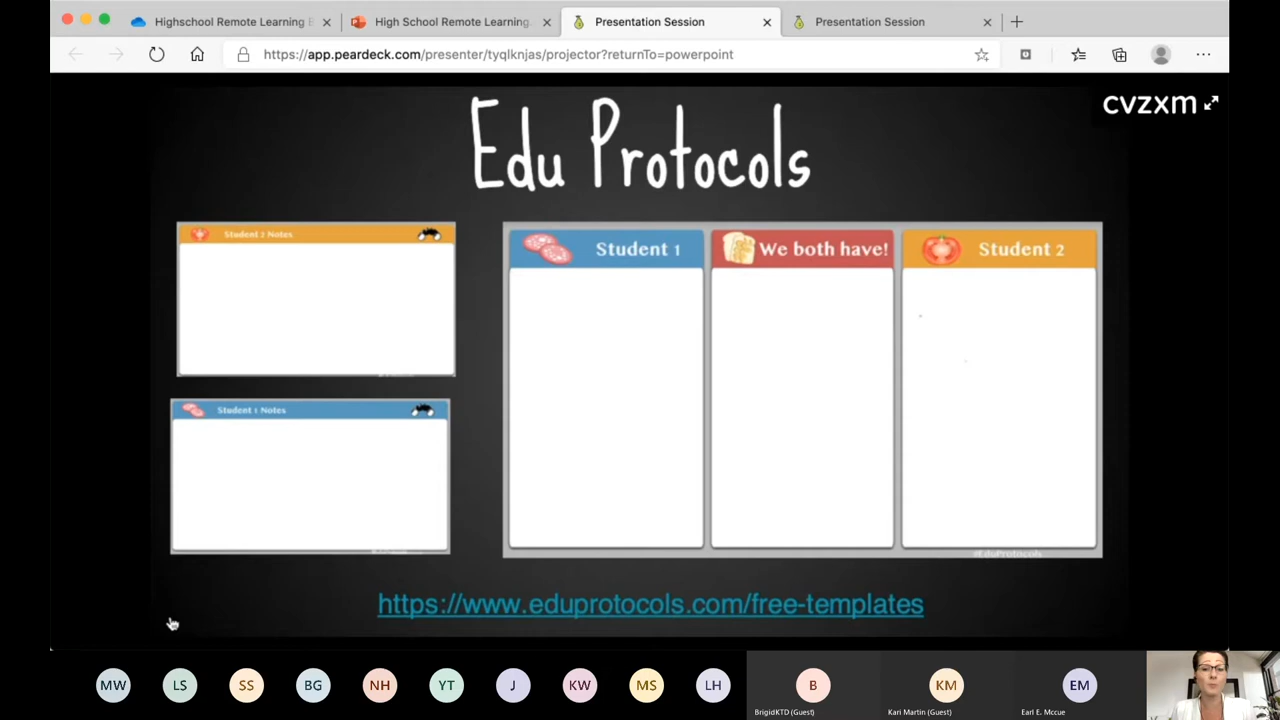 Highschool Remote Learning
High School Remote Learning
Presentation Session
Presentation Session
https://app.peardeck.com/presenter/tyqlknjas/projector?returnTo=powerpoint
cvzxm
Edu Protocols
Student 2 Notes
Student 1 Notes
Student 1
We both have!
Student 2
#EduProtocols
https://www.eduprotocols.com/free-templates
MW LS SS BG NH YT J KW MS LH B KM EM
BrigidKTD (Guest) Kari Martin (Guest) Earl E. Mccue